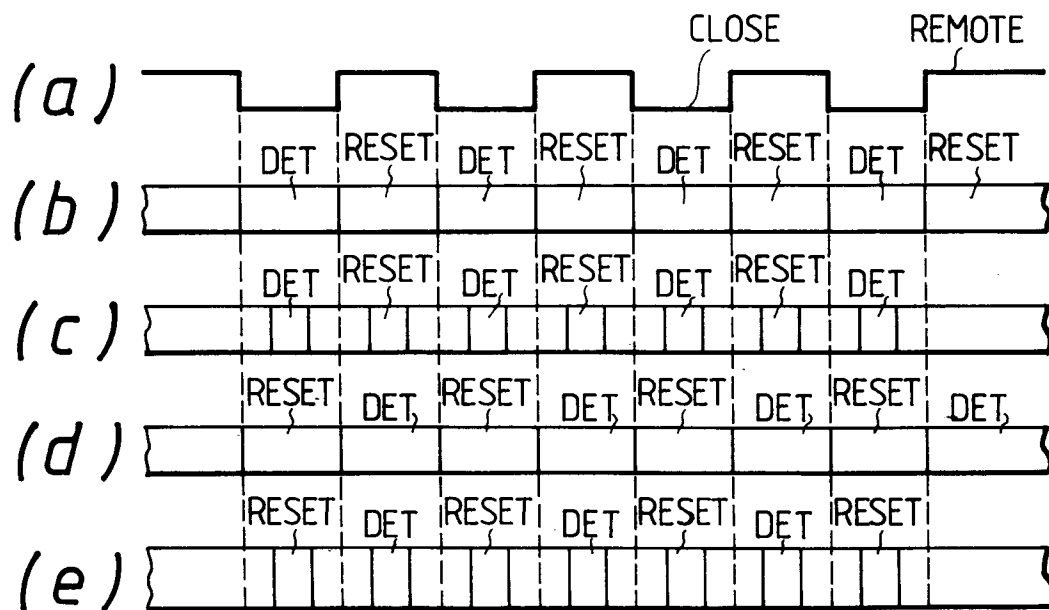 CLOSE REMOTE
(a)
DET RESET DET RESET DET RESET DET RESET
(b)
DET RESET DET RESET DET RESET DET
(c)
RESET DET RESET DET RESET DET RESET DET
(d)
RESET DET RESET DET RESET DET RESET
(e)